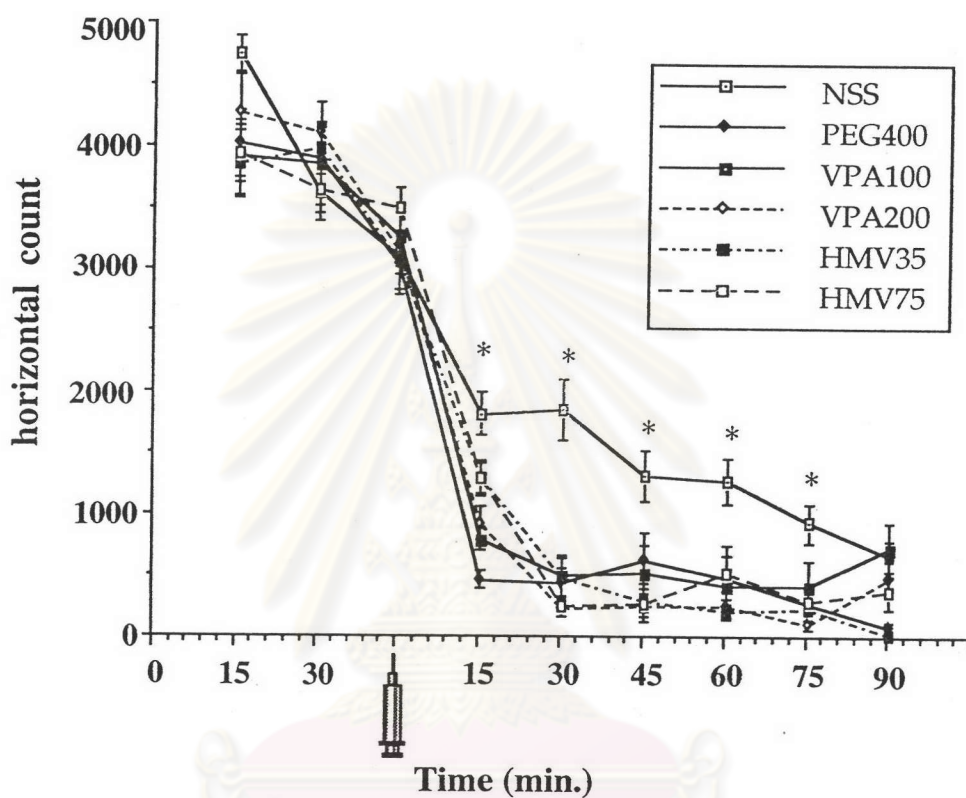 5000
4000
3000
2000
1000
0
horizontal count
NSS
PEG400
VPA100
VPA200
HMV35
HMV75
* * * * *
0 15 30 15 30 45 60 75 90
Time (min.)